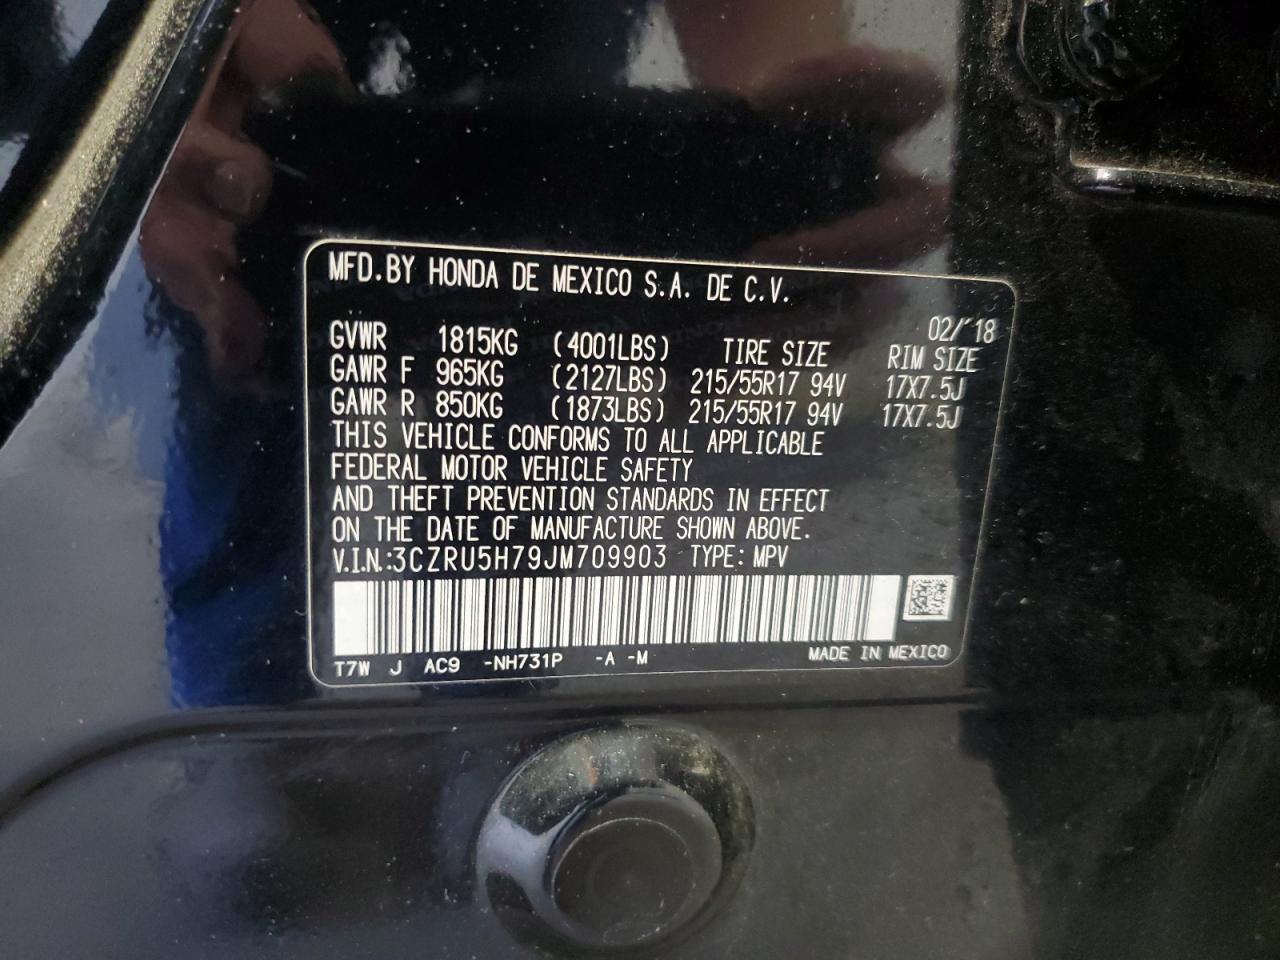 MFD.BY HONDA DE MEXICO S.A. DE C.V.
02/'18
GVWR 1815KG (4001LBS) TIRE SIZE RIM SIZE
GAWR F 965KG (2127LBS) 215/55R17 94V 17X7.5J
GAWR R 850KG (1873LBS) 215/55R17 94V 17X7.5J
THIS VEHICLE CONFORMS TO ALL APPLICABLE
FEDERAL MOTOR VEHICLE SAFETY
AND THEFT PREVENTION STANDARDS IN EFFECT
ON THE DATE OF MANUFACTURE SHOWN ABOVE.
V.I.N.:3CZRU5H79JM709903 TYPE: MPV
T7W J AC9 -NH731P -A -M MADE IN MEXICO